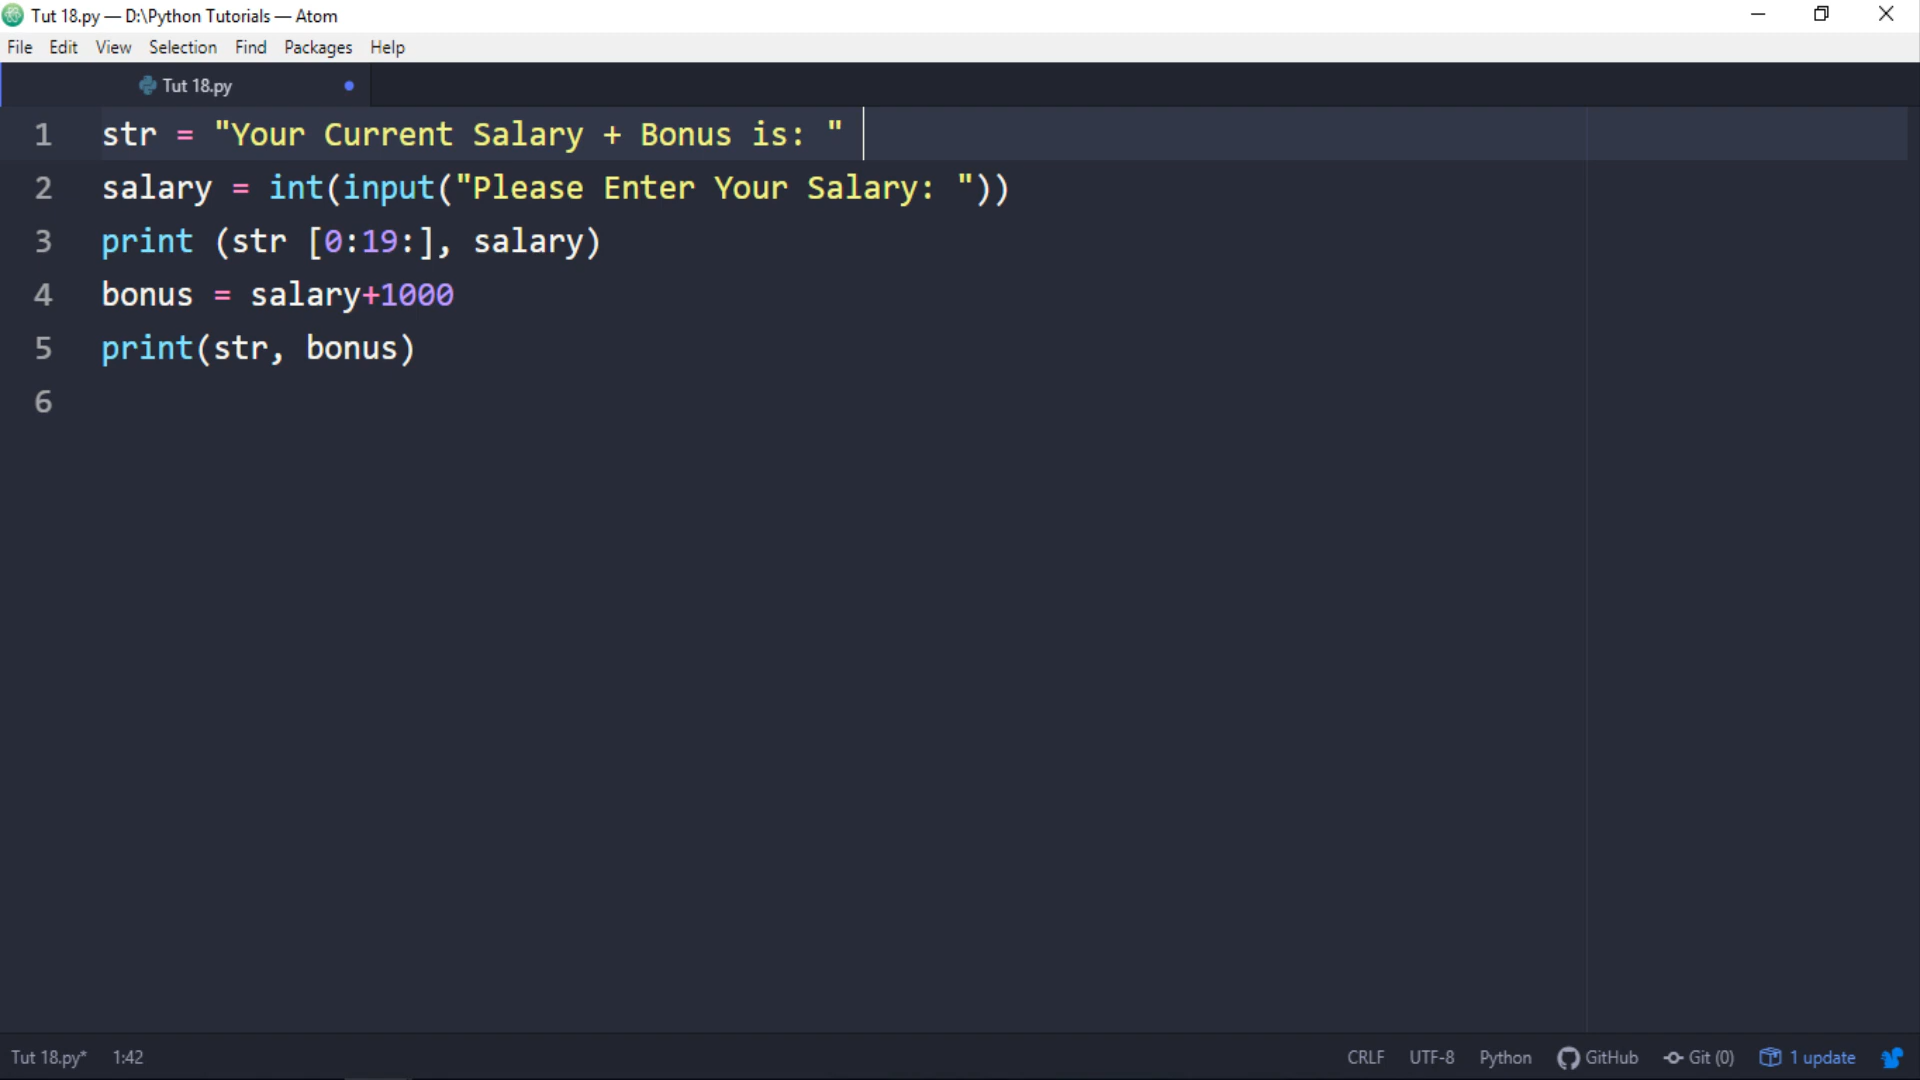 Tut 18.py — D:\Python Tutorials — Atom
File Edit View Selection Find Packages Help
Tut 18.py
1 str = "Your Current Salary + Bonus is: "
2 salary = int(input("Please Enter Your Salary: "))
3 print (str [0:19:], salary)
4 bonus = salary+1000
5 print(str, bonus)
6
Tut 18.py* 1:42 CRLF UTF-8 Python GitHub Git (0) 1 update